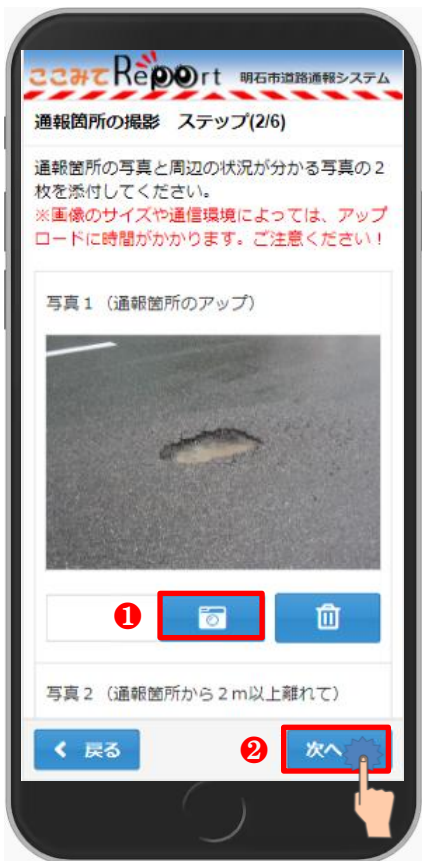 ここみてRepOrt 明石市道路通報システム
通報箇所の撮影 ステップ(2/6)
通報箇所の写真と周辺の状況が分かる写真の2
枚を添付してください。
※画像のサイズや通信環境によっては、アップ
ロードに時間がかかります。ご注意ください!
写真1(通報箇所のアップ)
❶
写真2(通報箇所から2m以上離れて)
戻る
❷
次へ